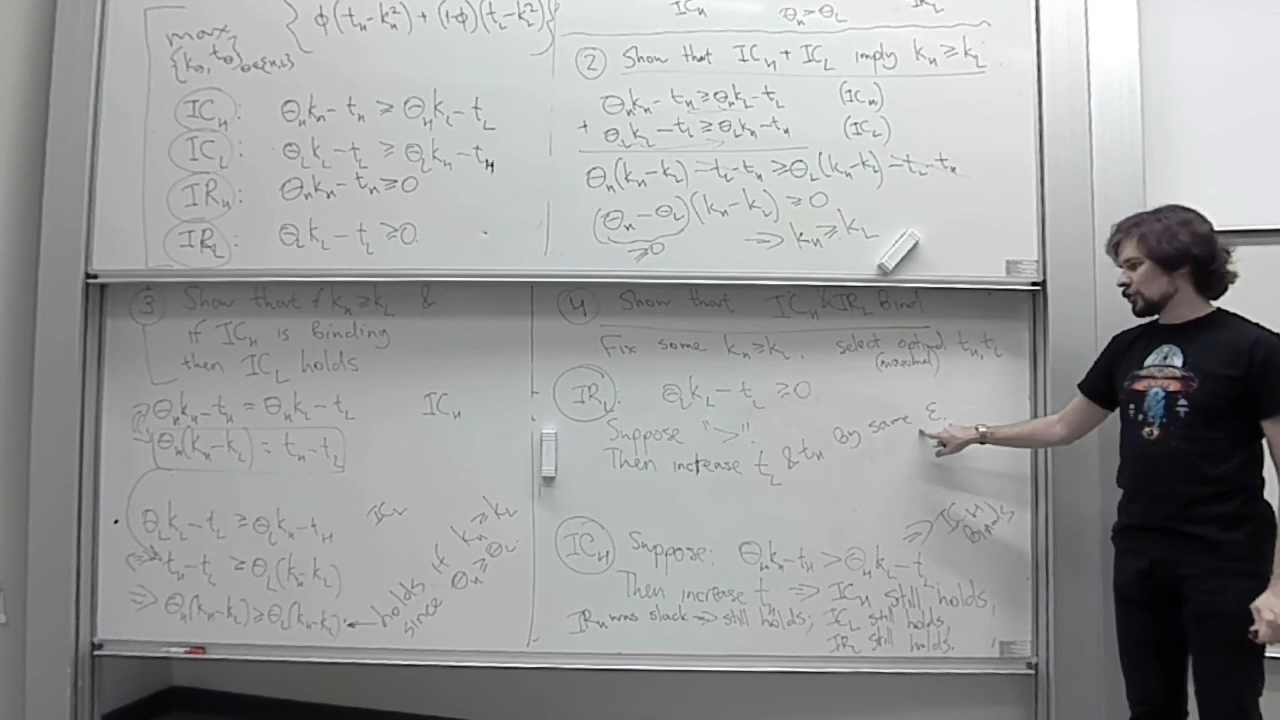 max
{k_θ, t_θ}_θ∈{H,L}
{ϕ(t_H-k_H²) + (1-ϕ)(t_L-k_L²)}
IC_H: θ_H k_H - t_H ≥ θ_H k_L - t_L
IC_L: θ_L k_L - t_L ≥ θ_L k_H - t_H
IR_H: θ_H k_H - t_H ≥ 0
IR_L: θ_L k_L - t_L ≥ 0
IC_H θ_H > θ_L IR_L
② Show that IC_H + IC_L imply k_H ≥ k_L
θ_H k_H - t_H ≥ θ_H k_L - t_L (IC_H)
+ θ_L k_L - t_L ≥ θ_L k_H - t_H (IC_L)
θ_H(k_H-k_L) - t_L - t_H ≥ θ_L(k_H-k_L) - t_L - t_H
(θ_H - θ_L)(k_H - k_L) ≥ 0
≥0 ⇒ k_H ≥ k_L
③ Show that if k_H ≥ k_L &
if IC_H is Binding
then IC_L holds
θ_H k_H - t_H = θ_H k_L - t_L IC_H
θ_H(k_H-k_L) = t_H - t_L
θ_L k_L - t_L ≥ θ_L k_H - t_H IC_L
t_H - t_L ≥ θ_L(k_H-k_L)
⇒ θ_H(k_H-k_L) ≥ θ_L(k_H-k_L) ← holds if k_H ≥ k_L
since θ_H ≥ θ_L
④ Show that IC_H & IR_L Bind
Fix some k_H ≥ k_L, select optimal t_H, t_L
(maximal)
IR_L: θ_L k_L - t_L ≥ 0
Suppose ">".
Then increase t_L & t_H By same ε.
IC_H Suppose: θ_H k_H - t_H > θ_H k_L - t_L ⇒ IC_H Binds
Then increase t_H ⇒ IC_H still holds,
IR_H was slack ⇒ still holds; IC_L still holds,
IR_L still holds.